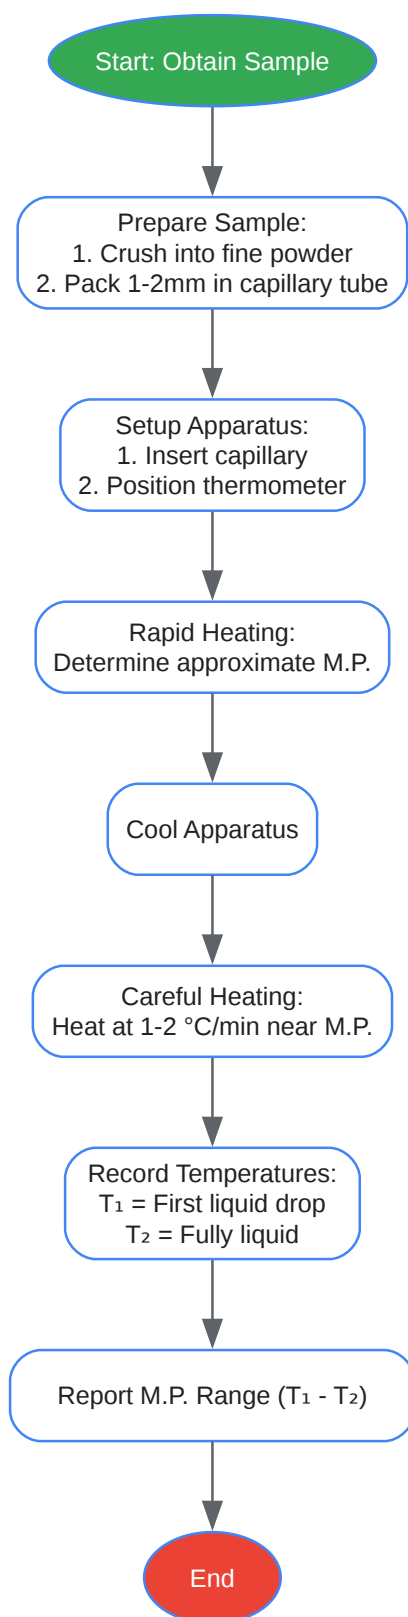 Start: Obtain Sample
Prepare Sample:
1. Crush into fine powder
2. Pack 1-2mm in capillary tube
Setup Apparatus:
1. Insert capillary
2. Position thermometer
Rapid Heating:
Determine approximate M.P.
Cool Apparatus
Careful Heating:
Heat at 1-2 °C/min near M.P.
Record Temperatures:
T₁ = First liquid drop
T₂ = Fully liquid
Report M.P. Range (T₁ - T₂)
End